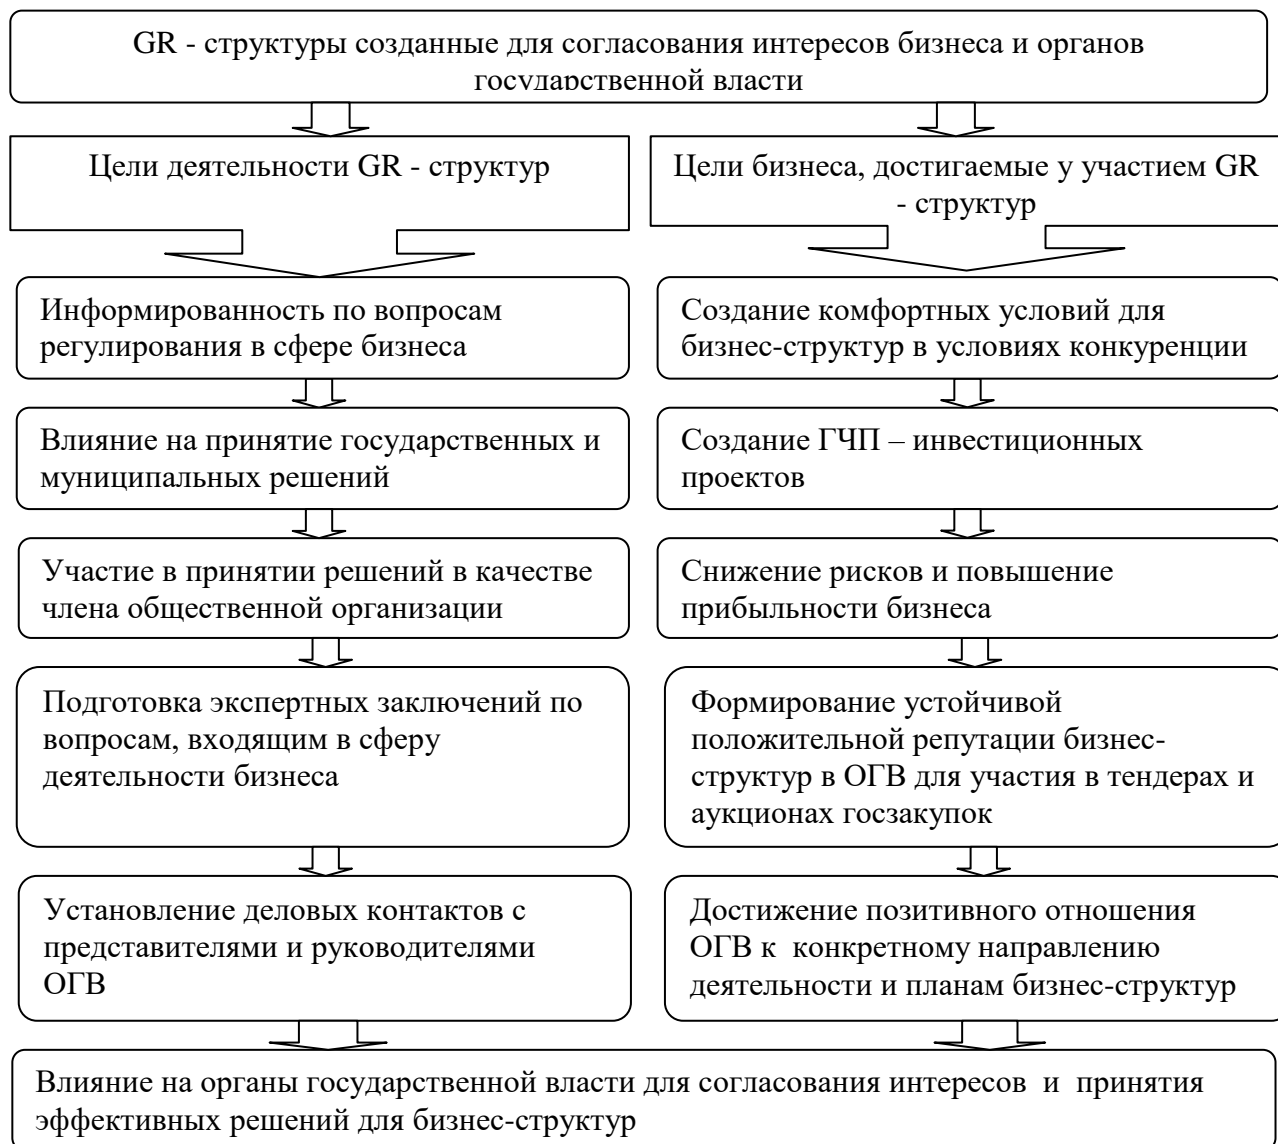 GR - структуры созданные для согласования интересов бизнеса и органов
государственной власти
Цели деятельности GR - структур
Цели бизнеса, достигаемые у участием GR
- структур
Информированность по вопросам
регулирования в сфере бизнеса
Создание комфортных условий для
бизнес-структур в условиях конкуренции
Влияние на принятие государственных и
муниципальных решений
Создание ГЧП – инвестиционных
проектов
Участие в принятии решений в качестве
члена общественной организации
Снижение рисков и повышение
прибыльности бизнеса
Подготовка экспертных заключений по
вопросам, входящим в сферу
деятельности бизнеса
Формирование устойчивой
положительной репутации бизнес-
структур в ОГВ для участия в тендерах и
аукционах госзакупок
Установление деловых контактов с
представителями и руководителями
ОГВ
Достижение позитивного отношения
ОГВ к конкретному направлению
деятельности и планам бизнес-структур
Влияние на органы государственной власти для согласования интересов и принятия
эффективных решений для бизнес-структур